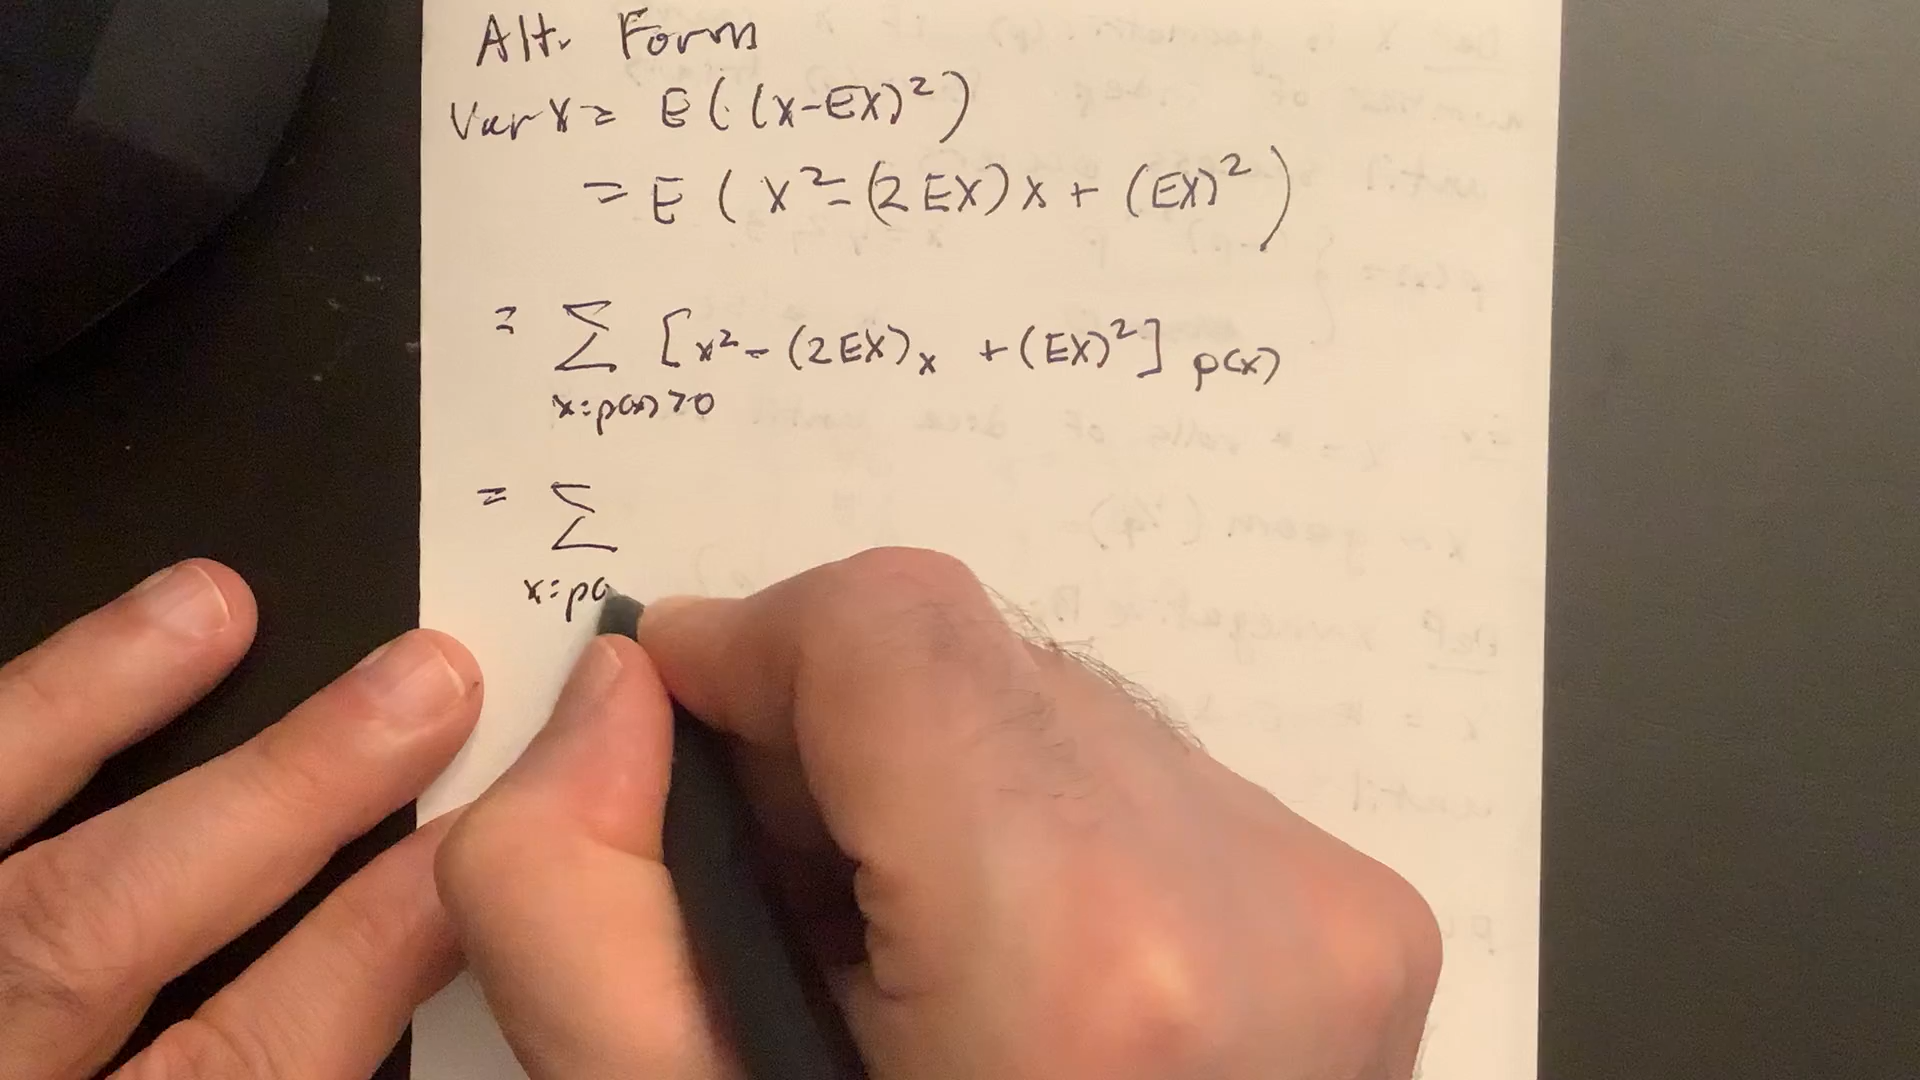 Alt. Form
Var X = E((X-EX)²)
= E(X² - (2EX)X + (EX)²)
= Σ [x² - (2EX)x + (EX)²] p(x)
x:p(x)>0
= Σ
x:p(